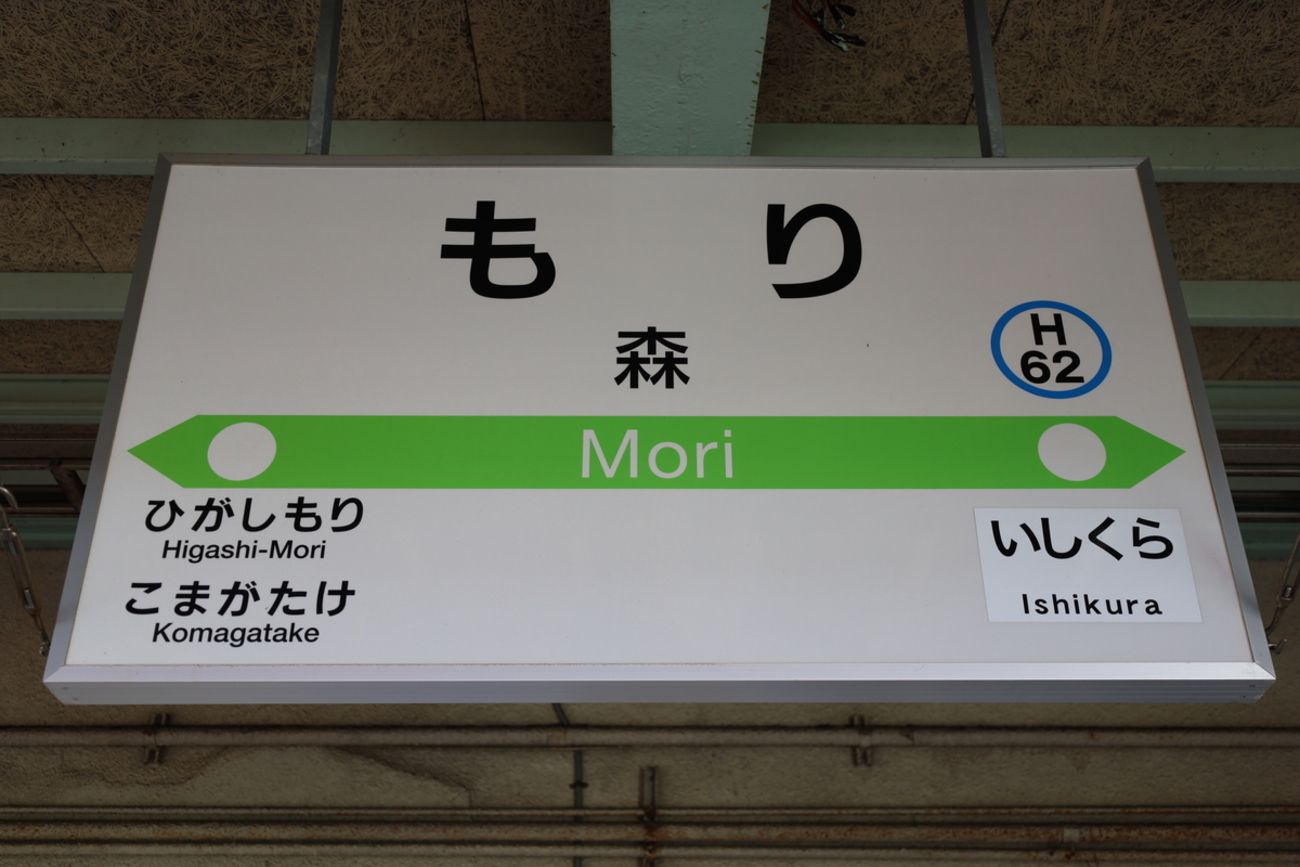 もり
森
H
62
Mori
ひがしもり
Higashi-Mori
こまがたけ
Komagatake
いしくら
Ishikura